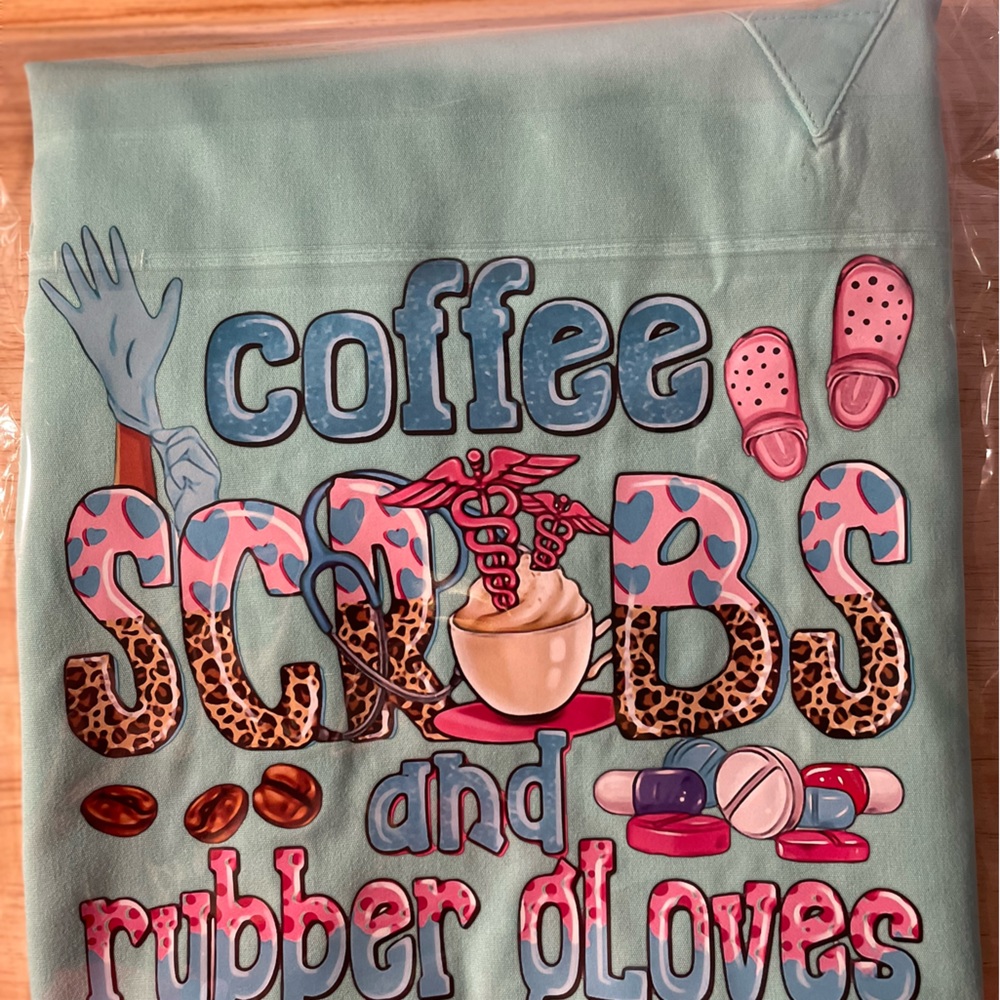 coffee
SCRUBS
and
rubber gloves